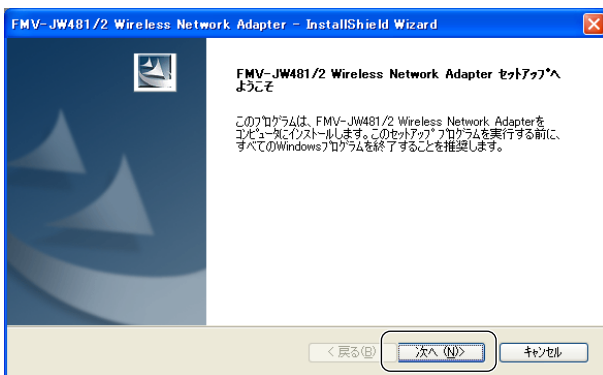 FMV-JW481/2 Wireless Network Adapter - InstallShield Wizard
FMV-JW481/2 Wireless Network Adapter セットアップへ
ようこそ
このプログラムは、FMV-JW481/2 Wireless Network Adapterを
コンピュータにインストールします。このセットアップ プログラムを実行する前に、
すべてのWindowsプログラムを終了することを推奨します。
< 戻る(B)
次へ (N)>
キャンセル